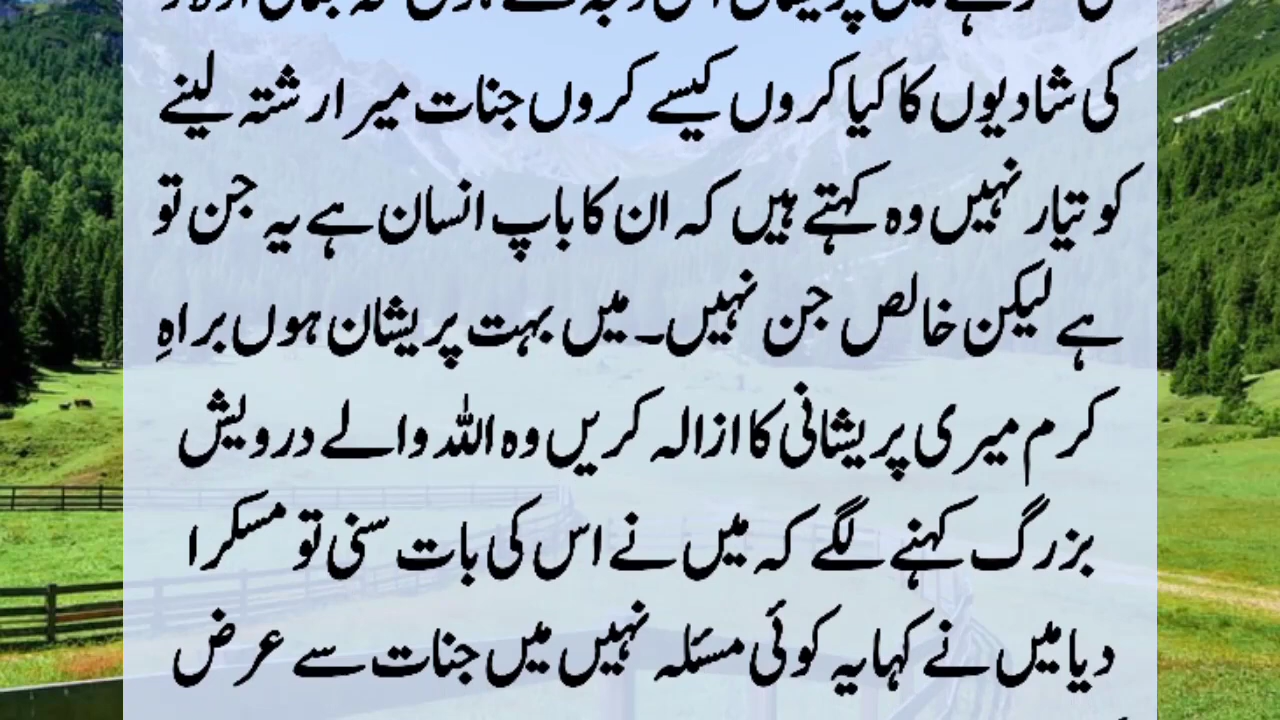 کی شادیوں کا کیا کروں کیسے کروں جنات میرا رشتہ لینے
کو تیار نہیں وہ کہتے ہیں کہ ان کا باپ انسان ہے یہ جن تو
ہے لیکن خالص جن نہیں۔ میں بہت پریشان ہوں براہِ
کرم میری پریشانی کا ازالہ کریں وہ اللہ والے درویش
بزرگ کہنے لگے کہ میں نے اس کی بات سنی تو مسکرا
دیا میں نے کہا یہ کوئی مسئلہ نہیں میں جنات سے عرض